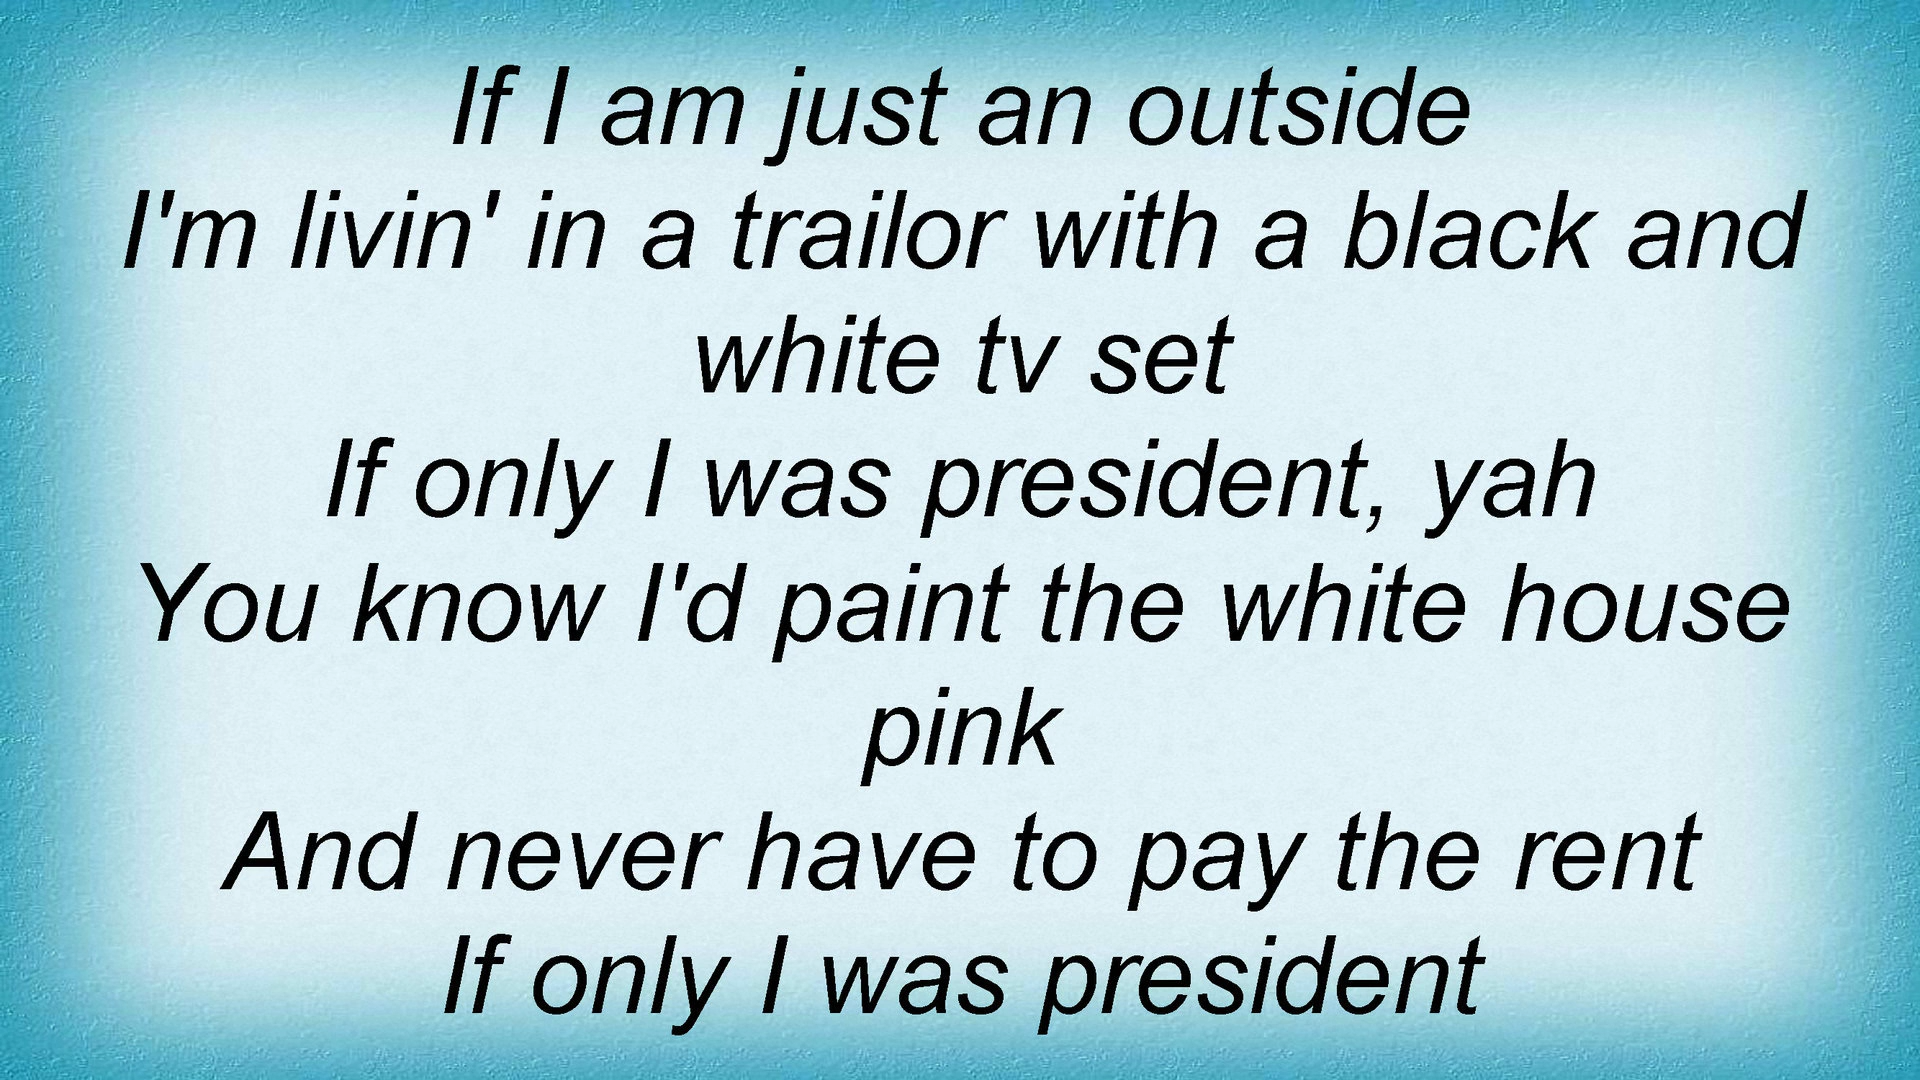 If I am just an outside
I'm livin' in a trailor with a black and
white tv set
If only I was president, yah
You know I'd paint the white house
pink
And never have to pay the rent
If only I was president